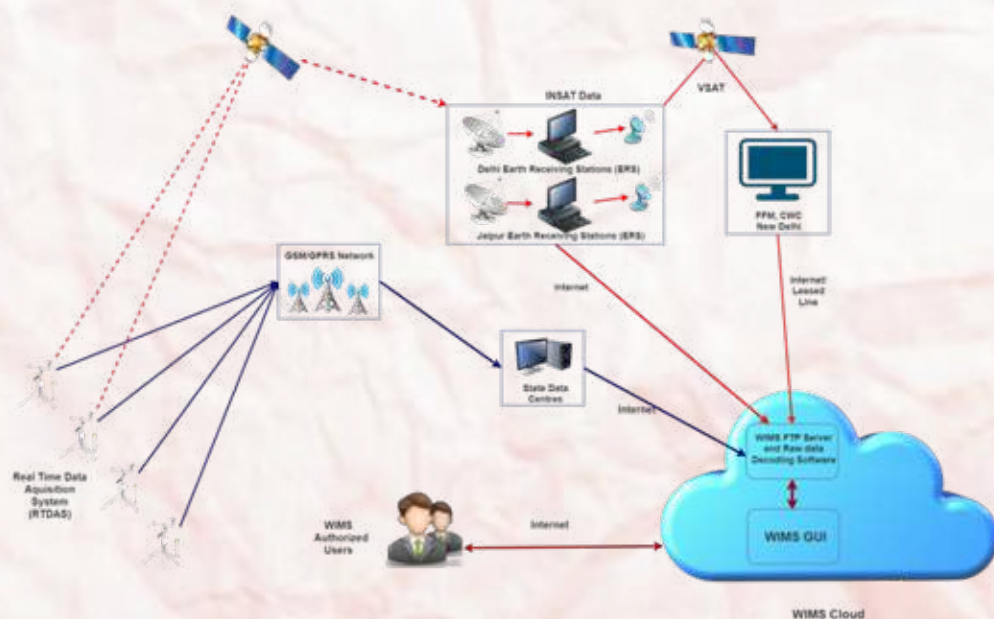 INSAT Data
VSAT
Delhi Earth Receiving Stations (ERS)
Jaipur Earth Receiving Stations (ERS)
FFM, CWC
New Delhi
GSM/GPRS Network
Internet
Internet/
Leased
Line
State Data
Centres
Internet
WIMS FTP Server
and Raw data
Decoding Software
Real Time Data
Aquisition
System
(RTDAS)
WIMS
Authorized
Users
Internet
WIMS GUI
WIMS Cloud